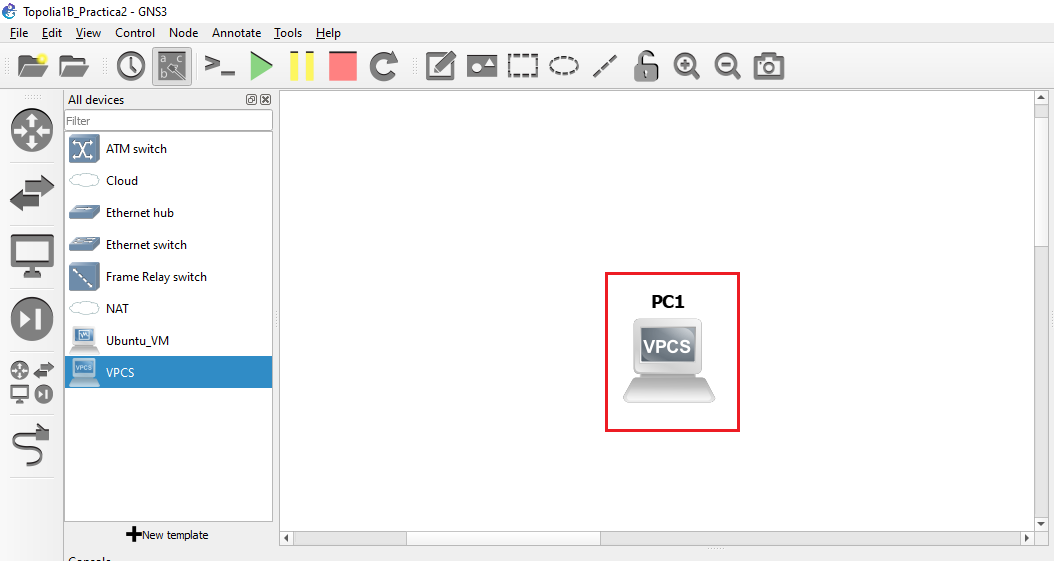 Topolia1B_Practica2 - GNS3
File Edit View Control Node Annotate Tools Help
All devices
Filter
ATM switch
Cloud
Ethernet hub
Ethernet switch
Frame Relay switch
NAT
Ubuntu_VM
VPCS
New template
Console
PC1
VPCS